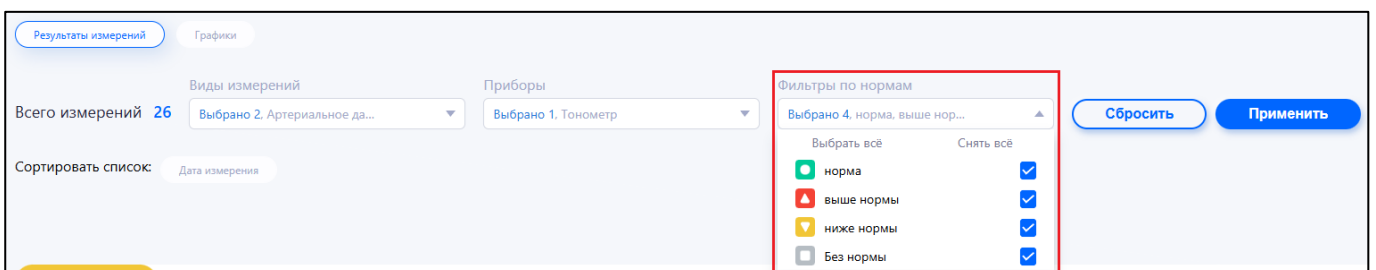 Результаты измерений Графики
Виды измерений Приборы Фильтры по нормам
Всего измерений 26 Выбрано 2, Артериальное да... Выбрано 1, Тонометр Выбрано 4, норма, выше нор... Сбросить Применить
Выбрать всё Снять всё
Сортировать список: Дата измерения
норма
выше нормы
ниже нормы
Без нормы